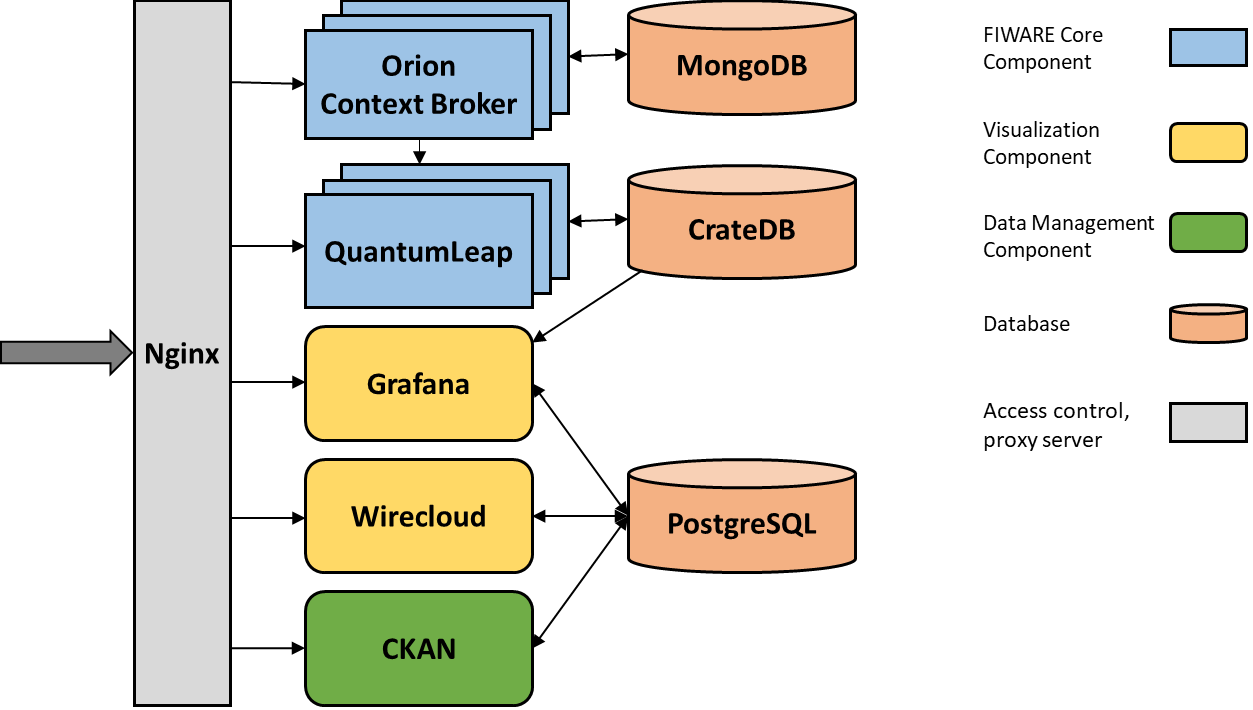 Orion
Context Broker
MongoDB
QuantumLeap
CrateDB
Nginx
Grafana
Wirecloud
PostgreSQL
CKAN
FIWARE Core
Component
Visualization
Component
Data Management
Component
Database
Access control,
proxy server